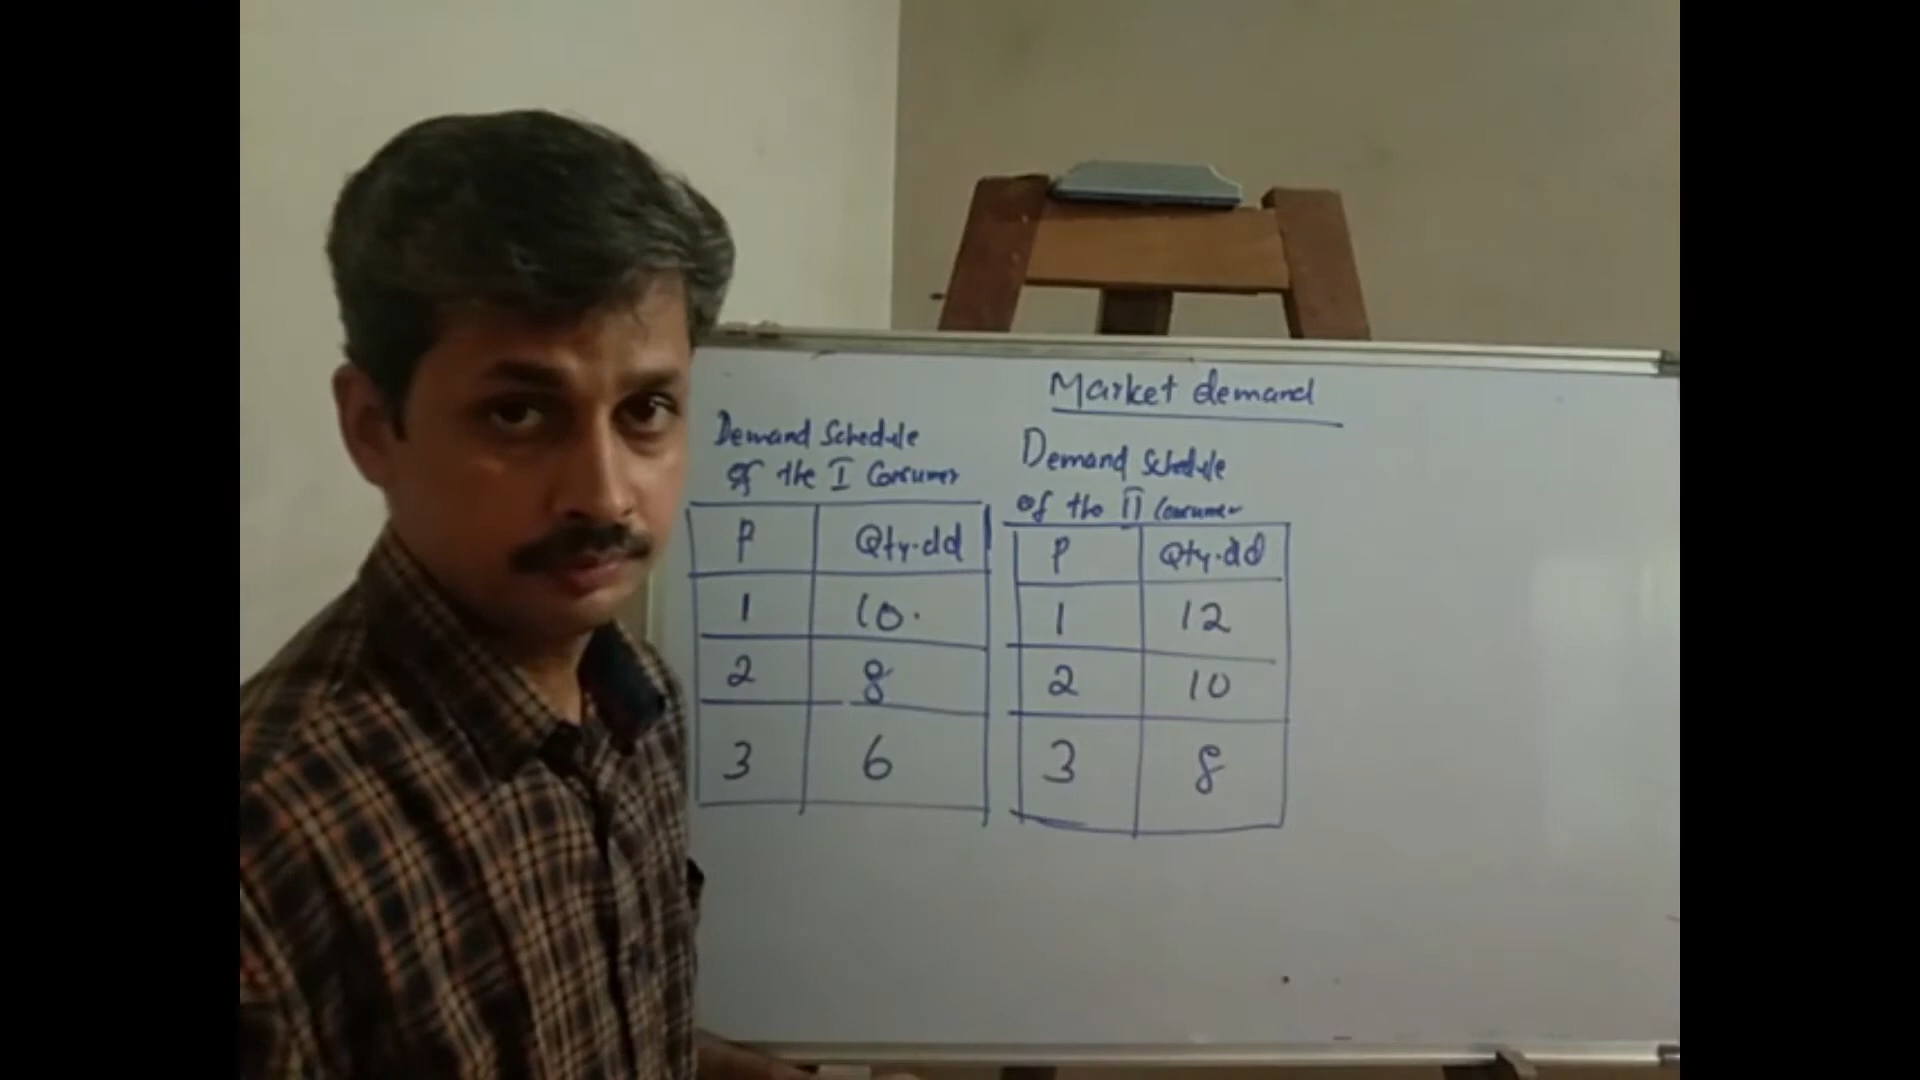 Market demand
Demand Schedule
of the I Consumer
P Qty.dd
1 10.
2 8
3 6
Demand Schedule
of the II Consumer
P Qty.dd
1 12
2 10
3 8